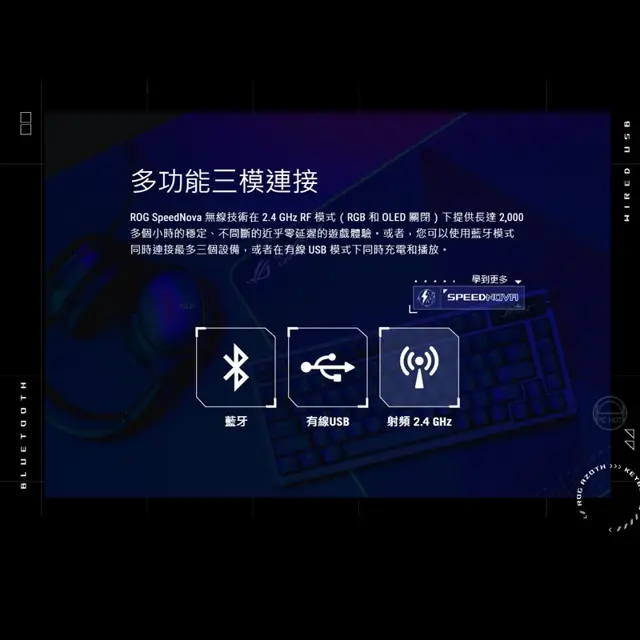 多功能三模連接
ROG SpeedNova 無線技術在 2.4 GHz RF 模式（RGB 和 OLED 關閉）下提供長達 2,000
多個小時的穩定、不間斷的近乎零延遲的遊戲體驗。或者，您可以使用藍牙模式
同時連接最多三個設備，或者在有線 USB 模式下同時充電和播放。
學到更多
SPEEDNOVA
藍牙
有線USB
射頻 2.4 GHz
BLUETOOTH
WIRED USB
ROG AZOTH >>> KEY